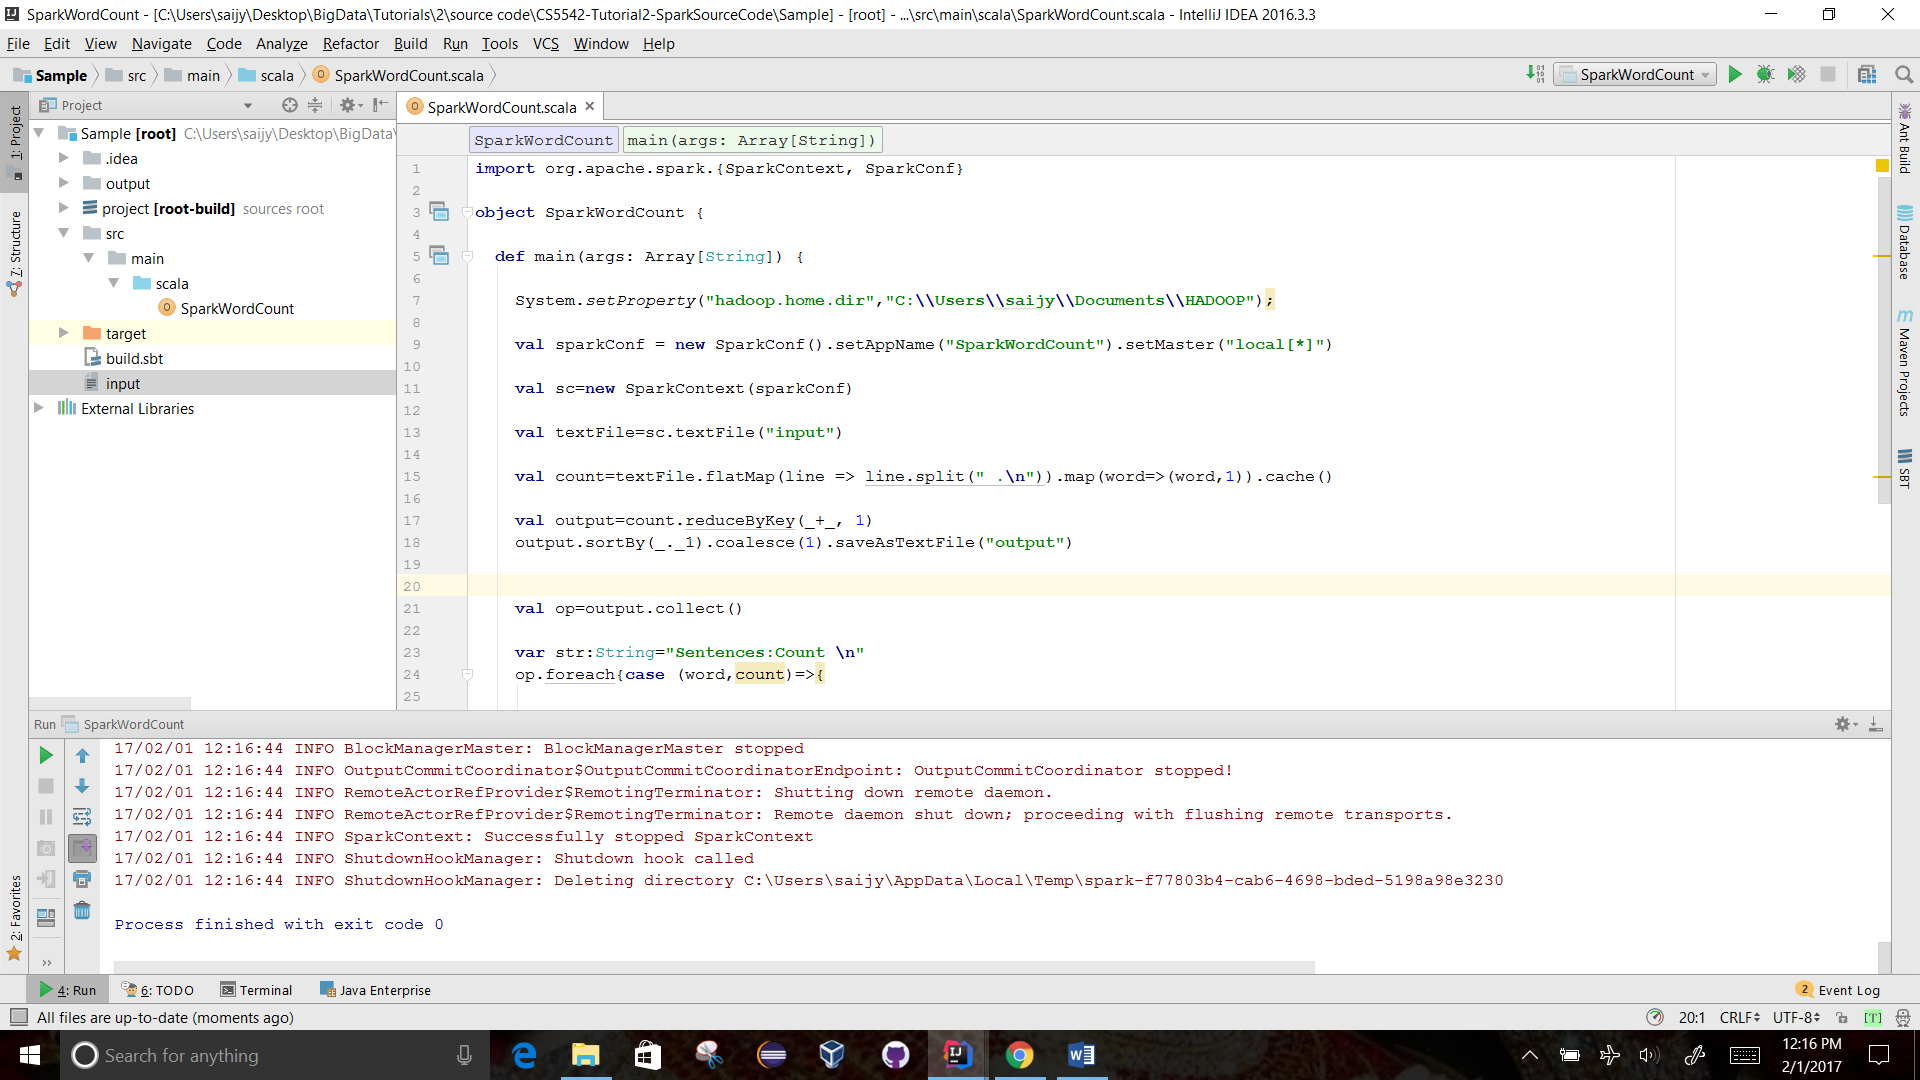 SparkWordCount - [C:\Users\saijy\Desktop\BigData\Tutorials\2\source code\CS5542-Tutorial2-SparkSourceCode\Sample] - [root] - ...\src\main\scala\SparkWordCount.scala - IntelliJ IDEA 2016.3.3
File Edit View Navigate Code Analyze Refactor Build Run Tools VCS Window Help
Sample src main scala SparkWordCount.scala SparkWordCount
Project
SparkWordCount.scala
Sample [root] C:\Users\saijy\Desktop\BigData\
.idea
output
project [root-build] sources root
src
main
scala
SparkWordCount
target
build.sbt
input
External Libraries
1: Project
7: Structure
2: Favorites
SparkWordCount main(args: Array[String])
1 import org.apache.spark.{SparkContext, SparkConf}
2
3 object SparkWordCount {
4
5 def main(args: Array[String]) {
6
7 System.setProperty("hadoop.home.dir","C:\\Users\\saijy\\Documents\\HADOOP");
8
9 val sparkConf = new SparkConf().setAppName("SparkWordCount").setMaster("local[*]")
10
11 val sc=new SparkContext(sparkConf)
12
13 val textFile=sc.textFile("input")
14
15 val count=textFile.flatMap(line => line.split(" .\n")).map(word=>(word,1)).cache()
16
17 val output=count.reduceByKey(_+_, 1)
18 output.sortBy(_._1).coalesce(1).saveAsTextFile("output")
19
20
21 val op=output.collect()
22
23 var str:String="Sentences:Count \n"
24 op.foreach{case (word,count)=>{
25
Ant Build
Database
Maven Projects
SBT
Run SparkWordCount
17/02/01 12:16:44 INFO BlockManagerMaster: BlockManagerMaster stopped
17/02/01 12:16:44 INFO OutputCommitCoordinator$OutputCommitCoordinatorEndpoint: OutputCommitCoordinator stopped!
17/02/01 12:16:44 INFO RemoteActorRefProvider$RemotingTerminator: Shutting down remote daemon.
17/02/01 12:16:44 INFO RemoteActorRefProvider$RemotingTerminator: Remote daemon shut down; proceeding with flushing remote transports.
17/02/01 12:16:44 INFO SparkContext: Successfully stopped SparkContext
17/02/01 12:16:44 INFO ShutdownHookManager: Shutdown hook called
17/02/01 12:16:44 INFO ShutdownHookManager: Deleting directory C:\Users\saijy\AppData\Local\Temp\spark-f77803b4-cab6-4698-bded-5198a98e3230
Process finished with exit code 0
4: Run 6: TODO Terminal Java Enterprise 2 Event Log
All files are up-to-date (moments ago) 20:1 CRLF UTF-8 [T]
Search for anything
12:16 PM
2/1/2017